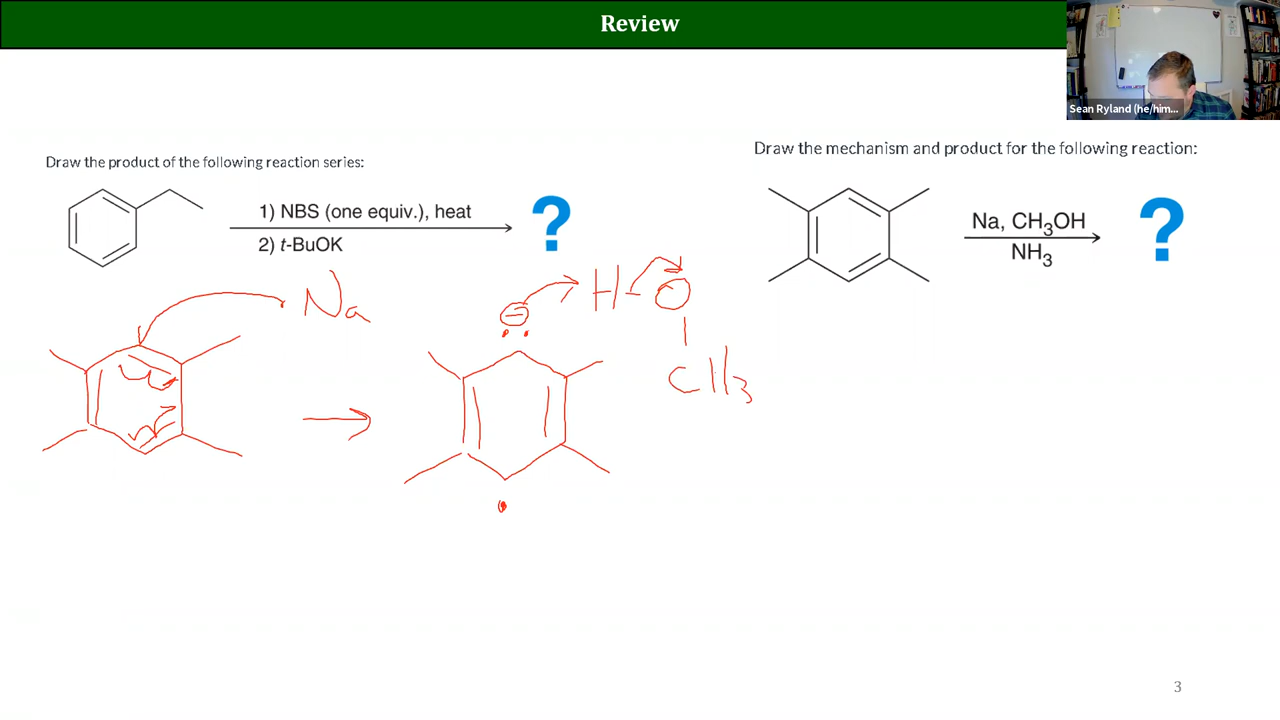 Review
Sean Ryland (he/him...
Draw the product of the following reaction series:
1) NBS (one equiv.), heat
2) t-BuOK
?
Draw the mechanism and product for the following reaction:
Na, CH3OH
NH3
?
Na
H-O
CH3
3